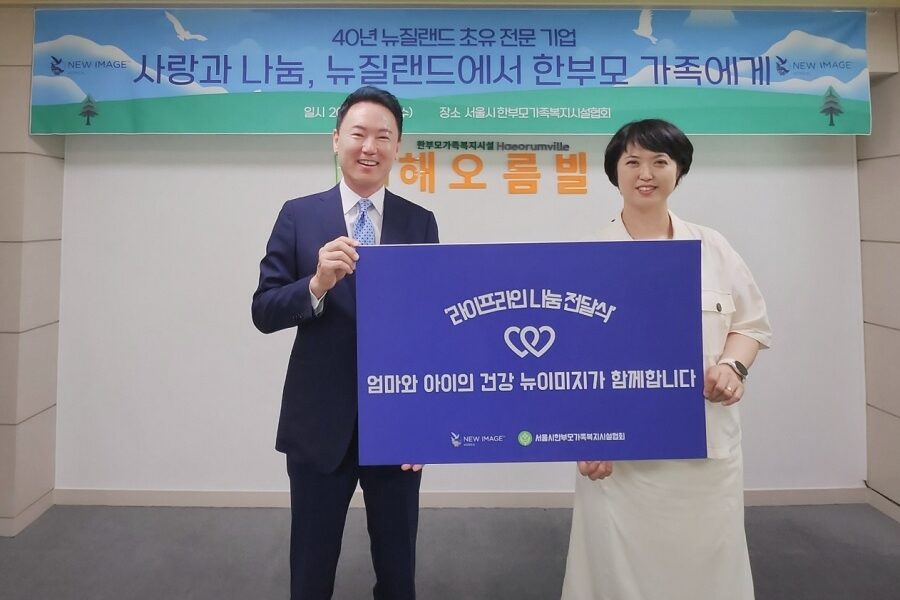 40년 뉴질랜드 초유 전문 기업
NEW IMAGE
KOREA
사랑과 나눔, 뉴질랜드에서 한부모 가족에게
NEW IMAGE
KOREA
일시 장소 서울시한부모가족복지시설협회
한부모가족복지시설 Haeorumville
해오름빌
라이프라인 나눔 전달식
엄마와 아이의 건강 뉴이미지가 함께합니다
NEW IMAGE
KOREA
서울시한부모가족복지시설협회